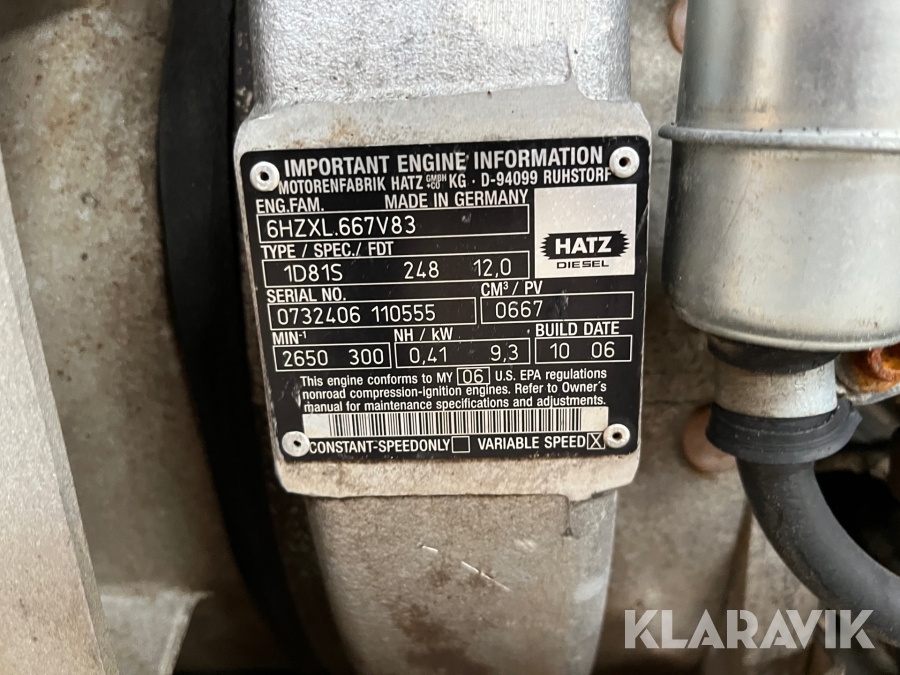 IMPORTANT ENGINE INFORMATION
MOTORENFABRIK HATZ GMBH +CO KG · D-94099 RUHSTORF
ENG.FAM. MADE IN GERMANY
6HZXL.667V83
HATZ
DIESEL
TYPE / SPEC./ FDT
1D81S 248 12,0
SERIAL NO. CM³ / PV
0732406 110555 0667
MIN-¹ NH / kW BUILD DATE
2650 300 0,41 9,3 10 06
This engine conforms to MY 06 U.S. EPA regulations
nonroad compression-ignition engines. Refer to Owner's
manual for maintenance specifications and adjustments.
CONSTANT-SPEEDONLY VARIABLE SPEED X
KLARAVIK